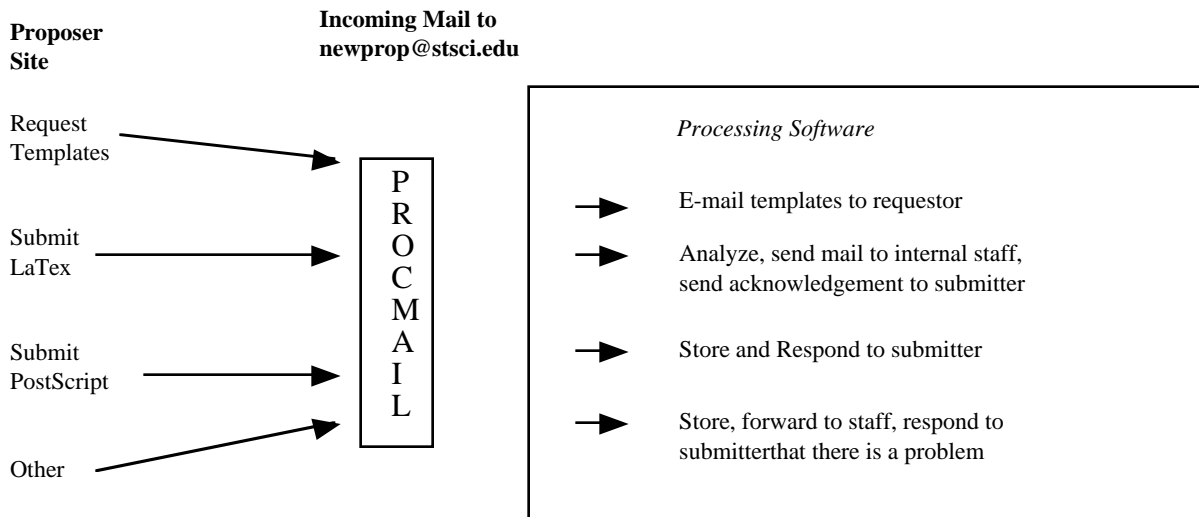 Proposer
Site
Incoming Mail to
newprop@stsci.edu
Request
Templates
Submit
LaTex
Submit
PostScript
Other
P
R
O
C
M
A
I
L
Processing Software
E-mail templates to requestor
Analyze, send mail to internal staff,
send acknowledgement to submitter
Store and Respond to submitter
Store, forward to staff, respond to
submitterthat there is a problem